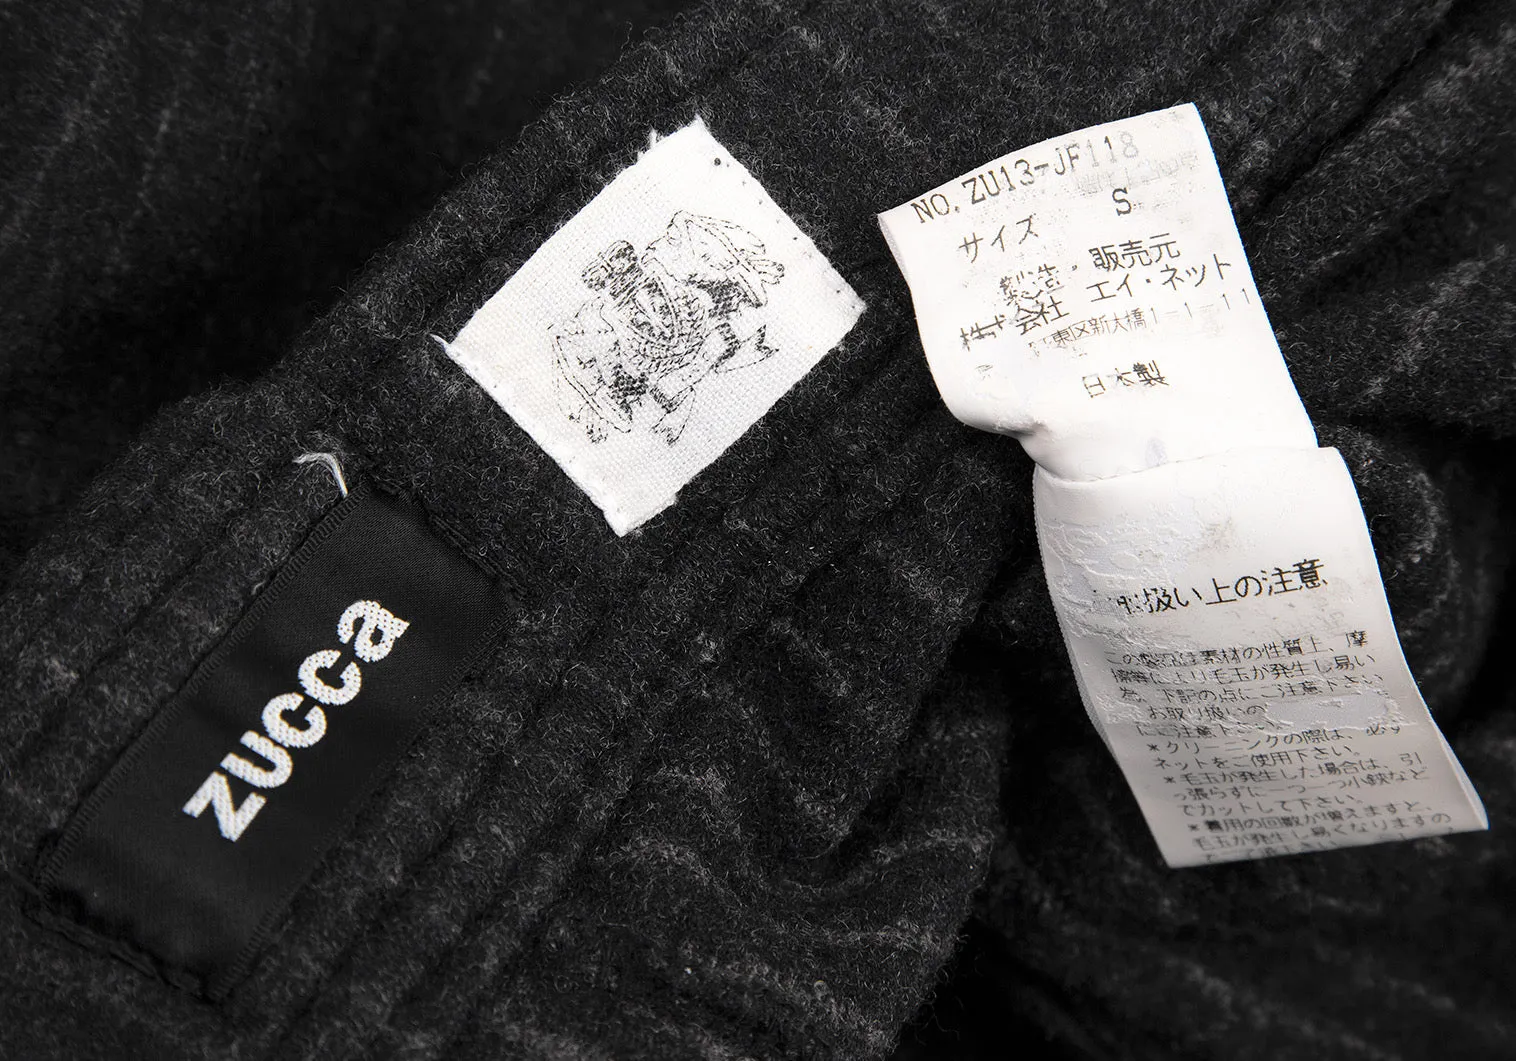 zucca
NO. ZU13-JF118
サイズ S
製造・販売元
株式会社 エイ・ネット
東区新大橋1-1-11
日本製
扱い上の注意
この製品は素材の性質上、摩
擦等により毛玉が発生し易い
為、下記の点にご注意下さい
お取り扱いの
にご注意下さ
*クリーニングの際は、必ず
ネットをご使用下さい。
*毛玉が発生した場合は、引
っ張らずに一つ一つ小鋏など
でカットして下さい。
*着用の回数が増えますと、
毛玉が発生し易くなりますの